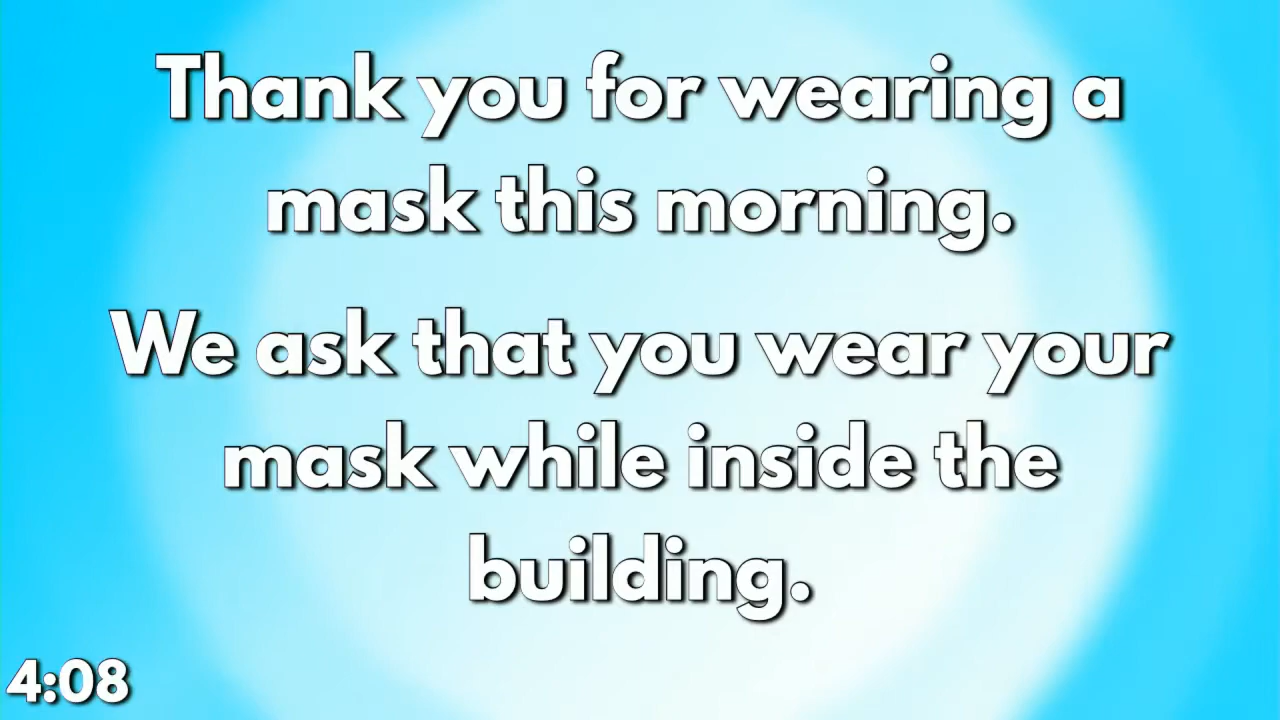 Thank you for wearing a
mask this morning.
We ask that you wear your
mask while inside the
building.
4:08